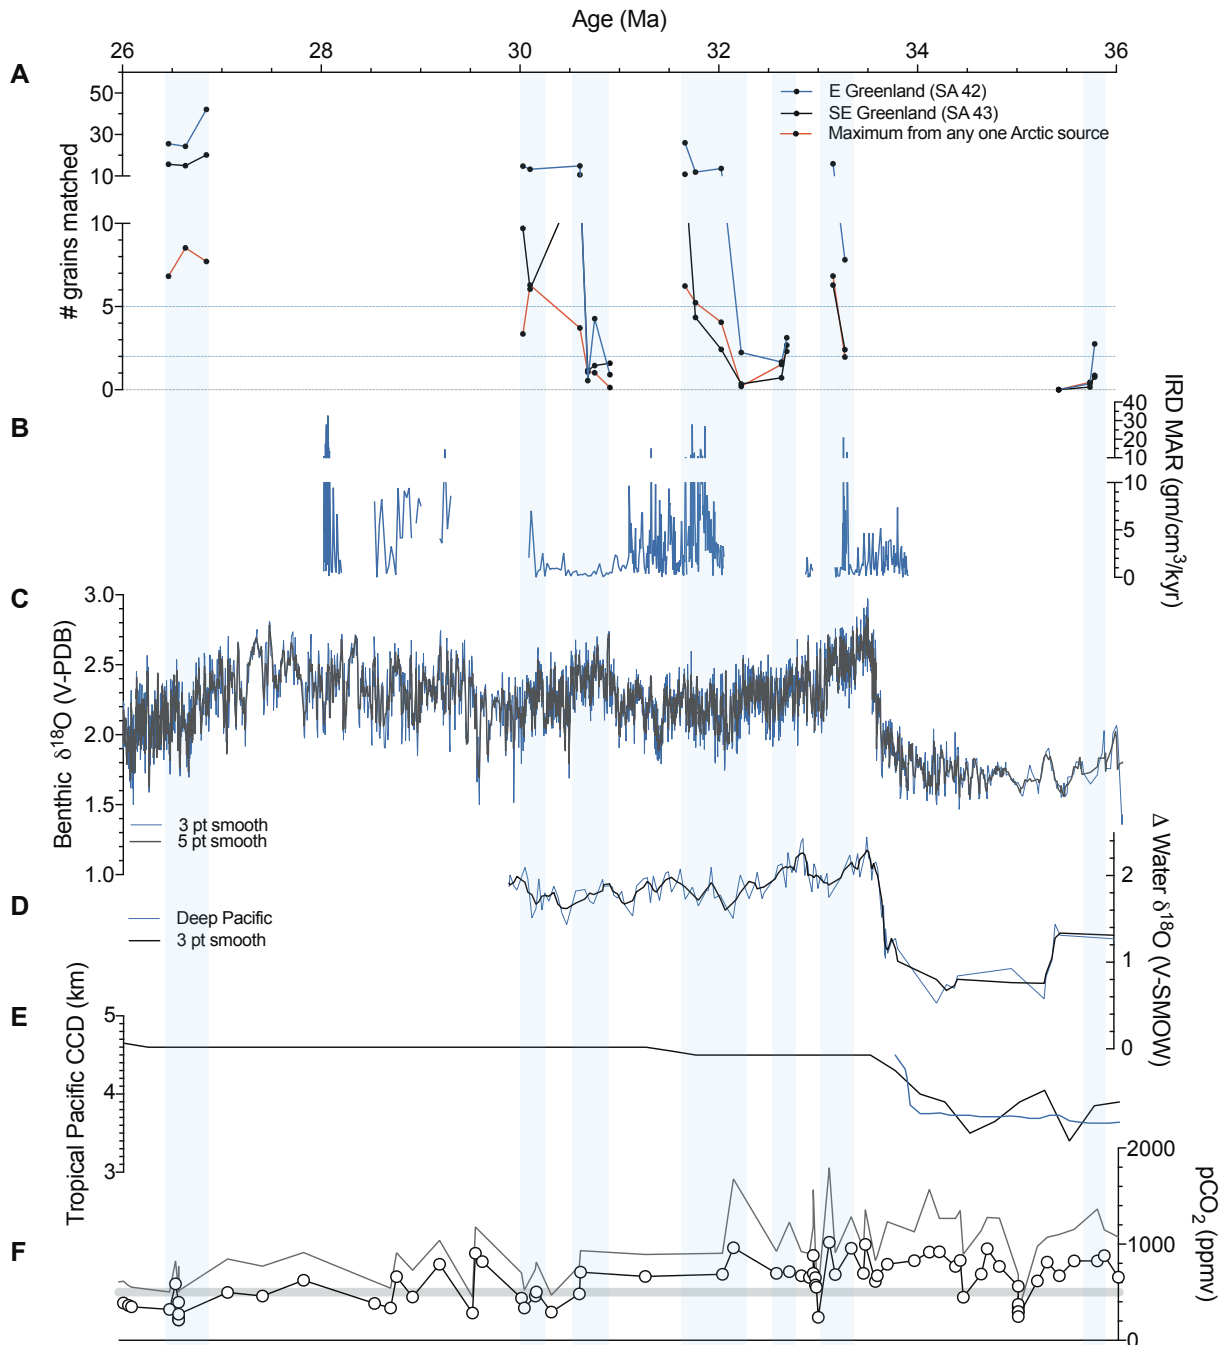 Age (Ma)
26 28 30 32 34 36
A
50
30
10
10
5
0
# grains matched
E Greenland (SA 42)
SE Greenland (SA 43)
Maximum from any one Arctic source
B
40
30
20
10
10
5
0
IRD MAR (gm/cm³/kyr)
C
3.0
2.5
2.0
1.5
1.0
Benthic δ¹⁸O (V-PDB)
3 pt smooth
5 pt smooth
D
Deep Pacific
3 pt smooth
2
1
0
Δ Water δ¹⁸O (V-SMOW)
E
5
4
3
Tropical Pacific CCD (km)
F
2000
1000
0
pCO₂ (ppmv)